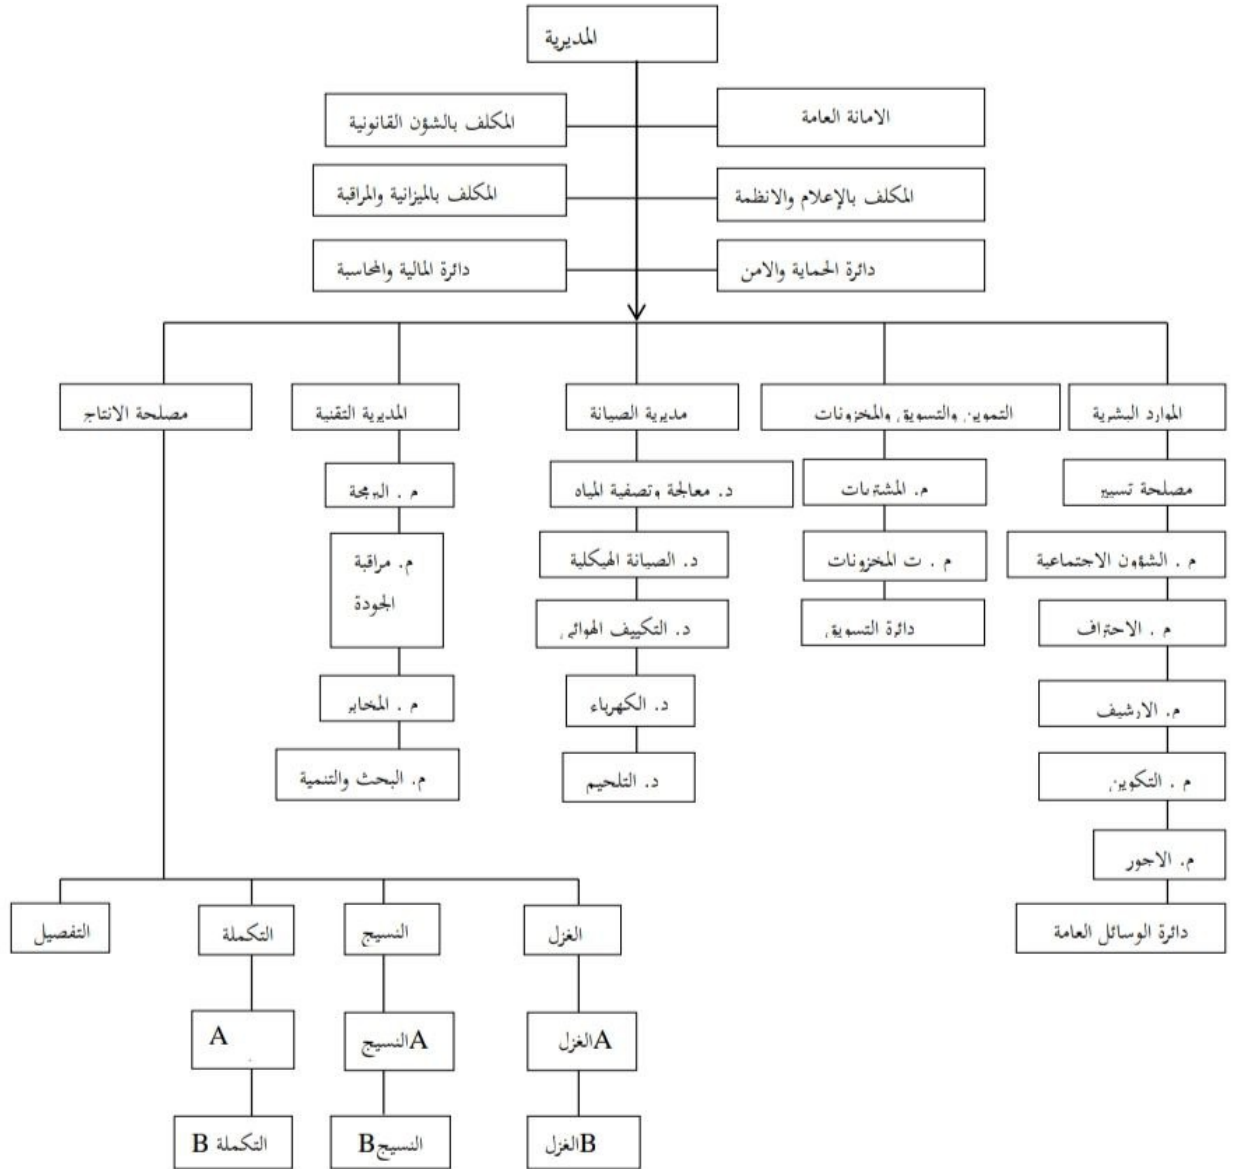 المديرية
الامانة العامة
المكلف بالشؤن القانونية
المكلف بالإعلام والانظمة
المكلف بالميزانية والمراقبة
دائرة الحماية والامن
دائرة المالية والمحاسبة
الموارد البشرية
التموين والتسويق والمخزونات
مديرية الصيانة
المديرية التقنية
مصلحة الانتاج
مصلحة تسيير
م . الشؤون الاجتماعية
م . الاحتراف
م. الارشيف
م . التكوين
م. الاجور
دائرة الوسائل العامة
م. المشتريات
م . ت المخزونات
دائرة التسويق
د. معالجة وتصفية المياه
د. الصيانة الهيكلية
د. التكييف الهوائي
د. الكهرباء
د. التلحيم
م . البرمجة
م. مراقبة
الجودة
م . المخابر
م. البحث والتنمية
الغزل
النسيج
التكملة
التفصيل
الغزلA
النسيجA
A
الغزلB
النسيجB
التكملة B